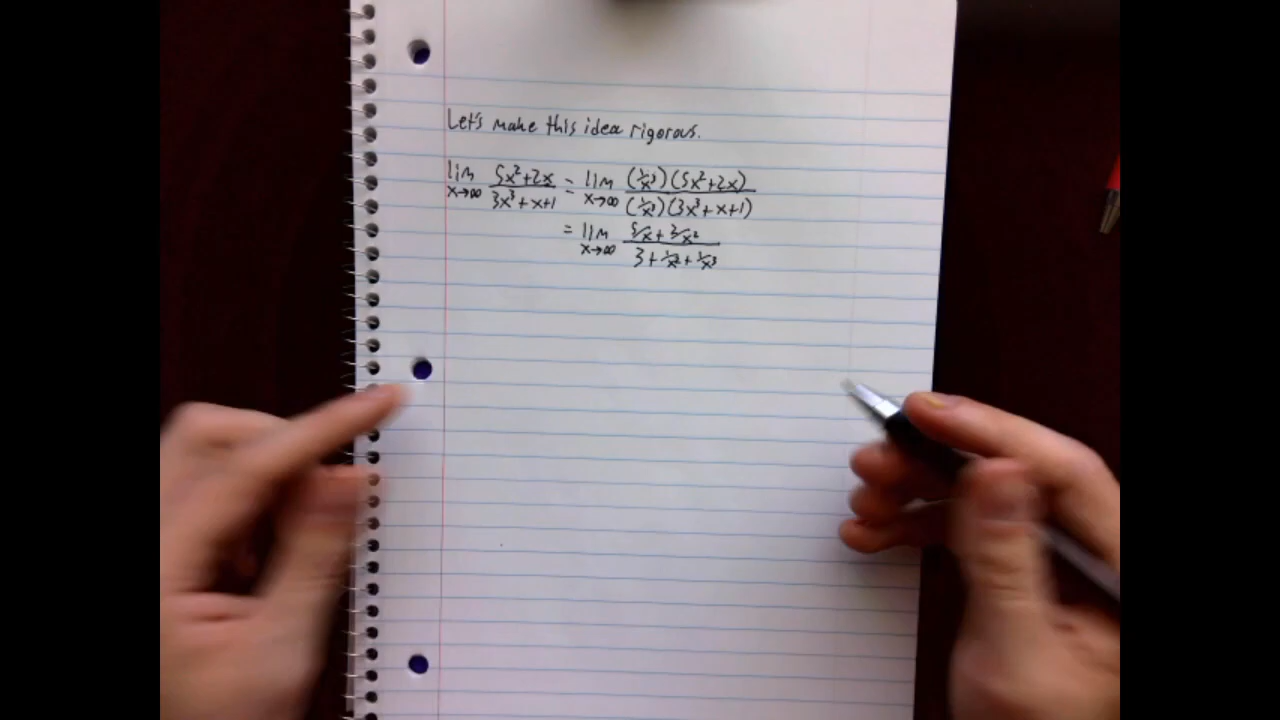 Let's make this idea rigorous.
lim x→∞ (5x²+2x)/(3x³+x+1) = lim x→∞ ((1/x³)(5x²+2x))/((1/x³)(3x³+x+1))
= lim x→∞ (5/x+2/x²)/(3+1/x²+1/x³)